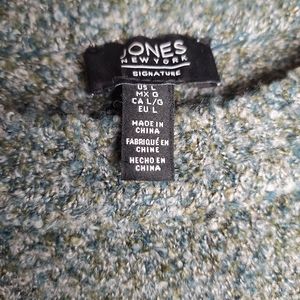 JONES
NEW YORK
SIGNATURE
US L
MX G
CA L/G
EU L
MADE IN
CHINA
FABRIQUÉ EN
CHINE
HECHO EN
CHINA